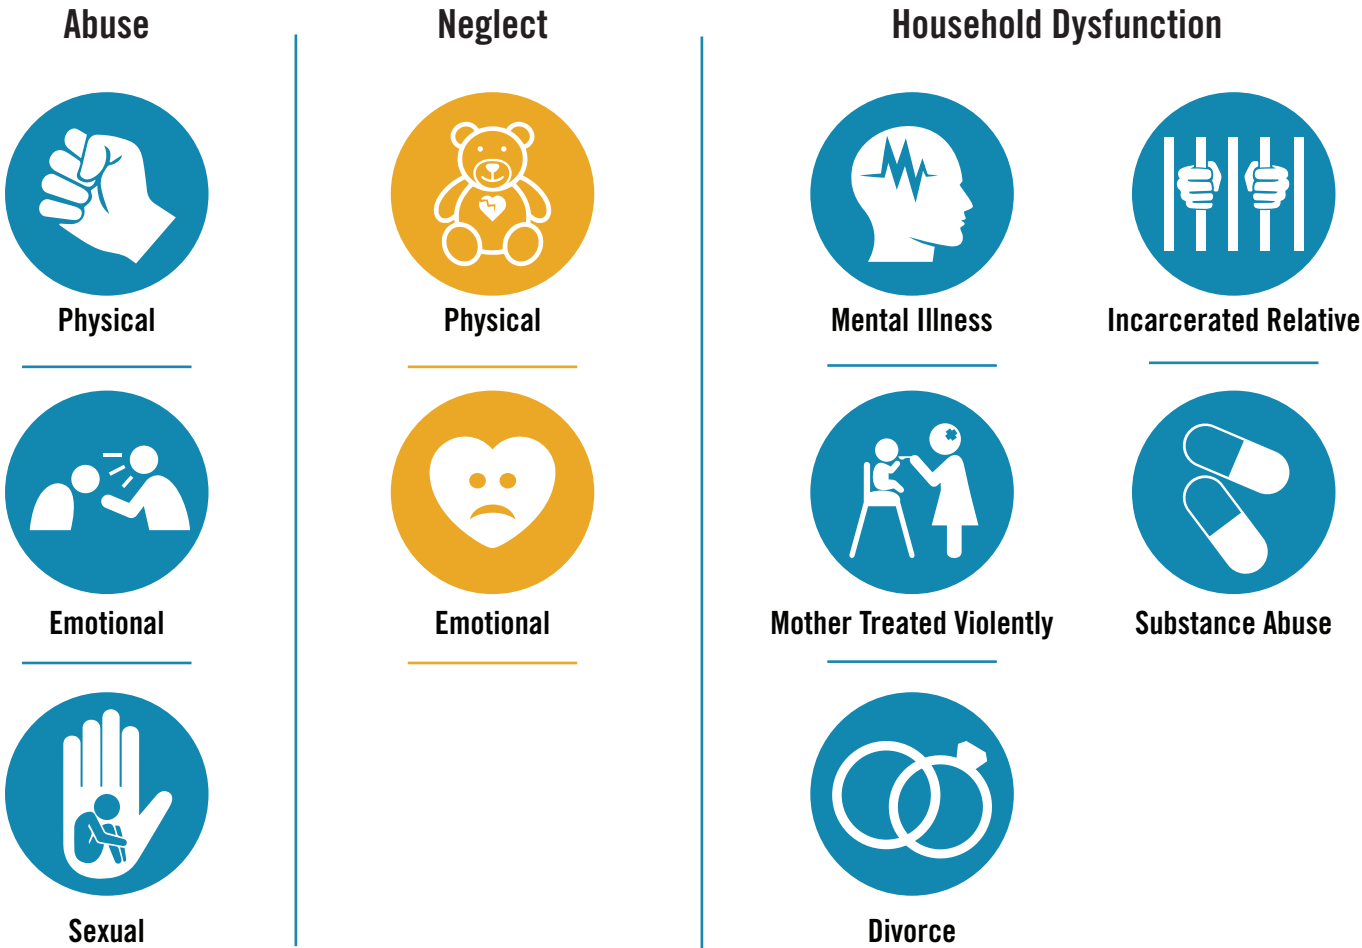 Abuse
Physical
Emotional
Sexual
Neglect
Physical
Emotional
Household Dysfunction
Mental Illness
Incarcerated Relative
Mother Treated Violently
Substance Abuse
Divorce